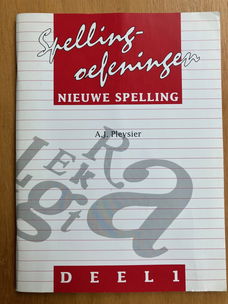 Spelling-
oefeningen
NIEUWE SPELLING
A.J. Pleysier
L E K R
g t a
DEEL 1